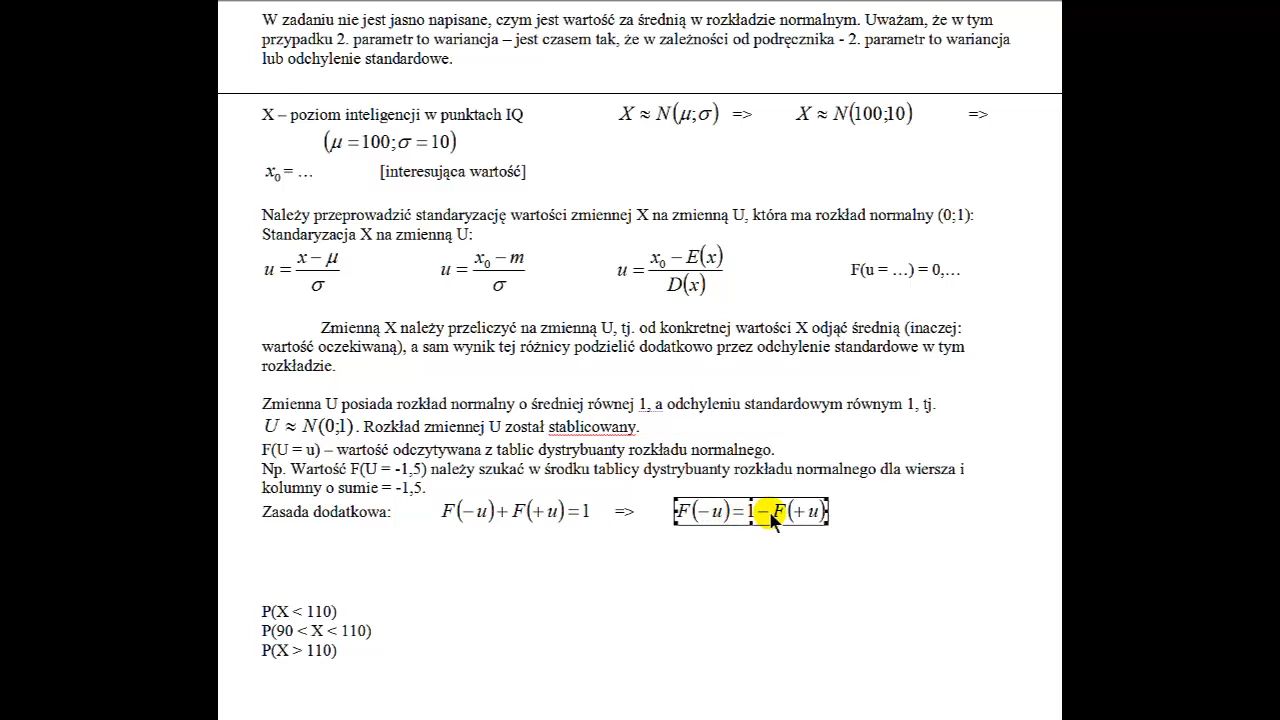 W zadaniu nie jest jasno napisane, czym jest wartość za średnią w rozkładzie normalnym. Uważam, że w tym
przypadku 2. parametr to wariancja – jest czasem tak, że w zależności od podręcznika - 2. parametr to wariancja
lub odchylenie standardowe.
X – poziom inteligencji w punktach IQ X ≈ N(μ;σ) => X ≈ N(100;10) =>
(μ = 100; σ = 10)
x₀ = … [interesująca wartość]
Należy przeprowadzić standaryzację wartości zmiennej X na zmienną U, która ma rozkład normalny (0;1):
Standaryzacja X na zmienną U:
u = (x − μ)/σ u = (x₀ − m)/σ u = (x₀ − E(x))/D(x) F(u = …) = 0,…
Zmienną X należy przeliczyć na zmienną U, tj. od konkretnej wartości X odjąć średnią (inaczej:
wartość oczekiwaną), a sam wynik tej różnicy podzielić dodatkowo przez odchylenie standardowe w tym
rozkładzie.
Zmienna U posiada rozkład normalny o średniej równej 1, a odchyleniu standardowym równym 1, tj.
U ≈ N(0;1). Rozkład zmiennej U został stablicowany.
F(U = u) – wartość odczytywana z tablic dystrybuanty rozkładu normalnego.
Np. Wartość F(U = -1,5) należy szukać w środku tablicy dystrybuanty rozkładu normalnego dla wiersza i
kolumny o sumie = -1,5.
Zasada dodatkowa: F(−u) + F(+u) = 1 => F(−u) = 1 − F(+u)
P(X < 110)
P(90 < X < 110)
P(X > 110)